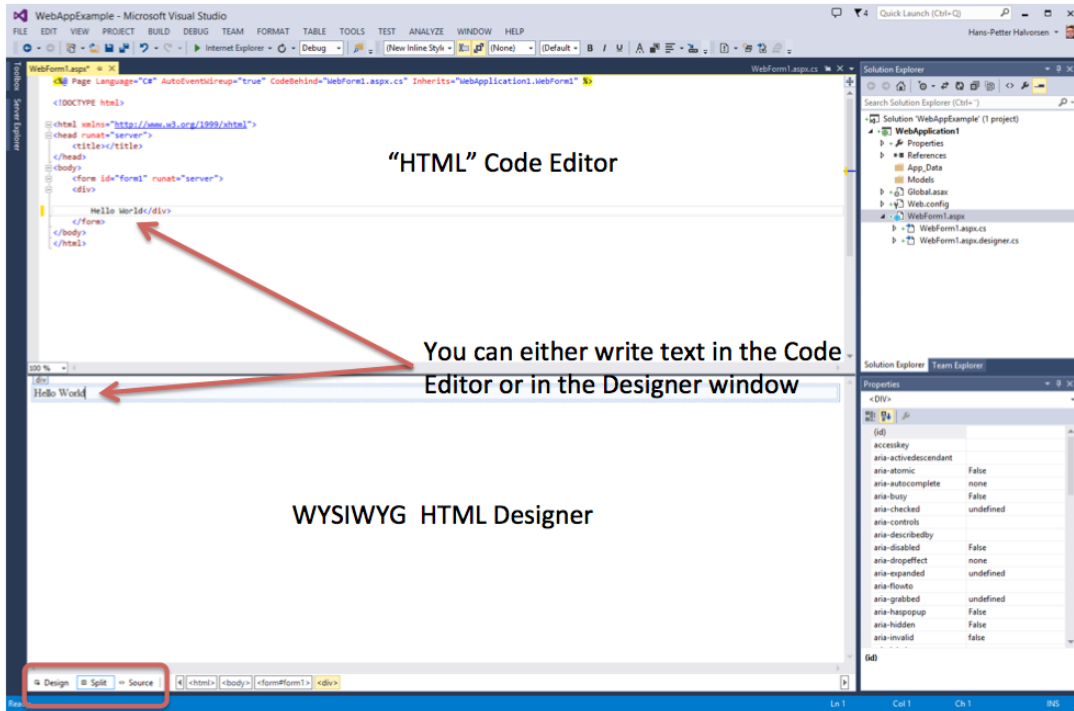 WebAppExample - Microsoft Visual Studio
4
Quick Launch (Ctrl+Q)
FILE EDIT VIEW PROJECT BUILD DEBUG TEAM FORMAT TABLE TOOLS TEST ANALYZE WINDOW HELP
Hans-Petter Halvorsen
Internet Explorer Debug (New Inline Style (None) (Default B I U A
Toolbox
Server Explorer
WebForm1.aspx*
WebForm1.aspx.cs
<%@ Page Language="C#" AutoEventWireup="true" CodeBehind="WebForm1.aspx.cs" Inherits="WebApplication1.WebForm1" %>
<!DOCTYPE html>
<html xmlns="http://www.w3.org/1999/xhtml">
<head runat="server">
<title></title>
</head>
<body>
<form id="form1" runat="server">
<div>
Hello World</div>
</form>
</body>
</html>
“HTML” Code Editor
You can either write text in the Code
Editor or in the Designer window
100 %
div
Hello World
WYSIWYG HTML Designer
Design Split Source <html> <body> <form#form1> <div>
Solution Explorer
Search Solution Explorer (Ctrl+¨)
Solution 'WebAppExample' (1 project)
WebApplication1
Properties
References
App_Data
Models
Global.asax
Web.config
WebForm1.aspx
WebForm1.aspx.cs
WebForm1.aspx.designer.cs
Solution Explorer Team Explorer
Properties
<DIV>
(id)
accesskey
aria-activedescendant
aria-atomic False
aria-autocomplete none
aria-busy False
aria-checked undefined
aria-controls
aria-describedby
aria-disabled False
aria-dropeffect none
aria-expanded undefined
aria-flowto
aria-grabbed undefined
aria-haspopup False
aria-hidden False
aria-invalid false
(id)
Ln 1 Col 1 Ch 1 INS